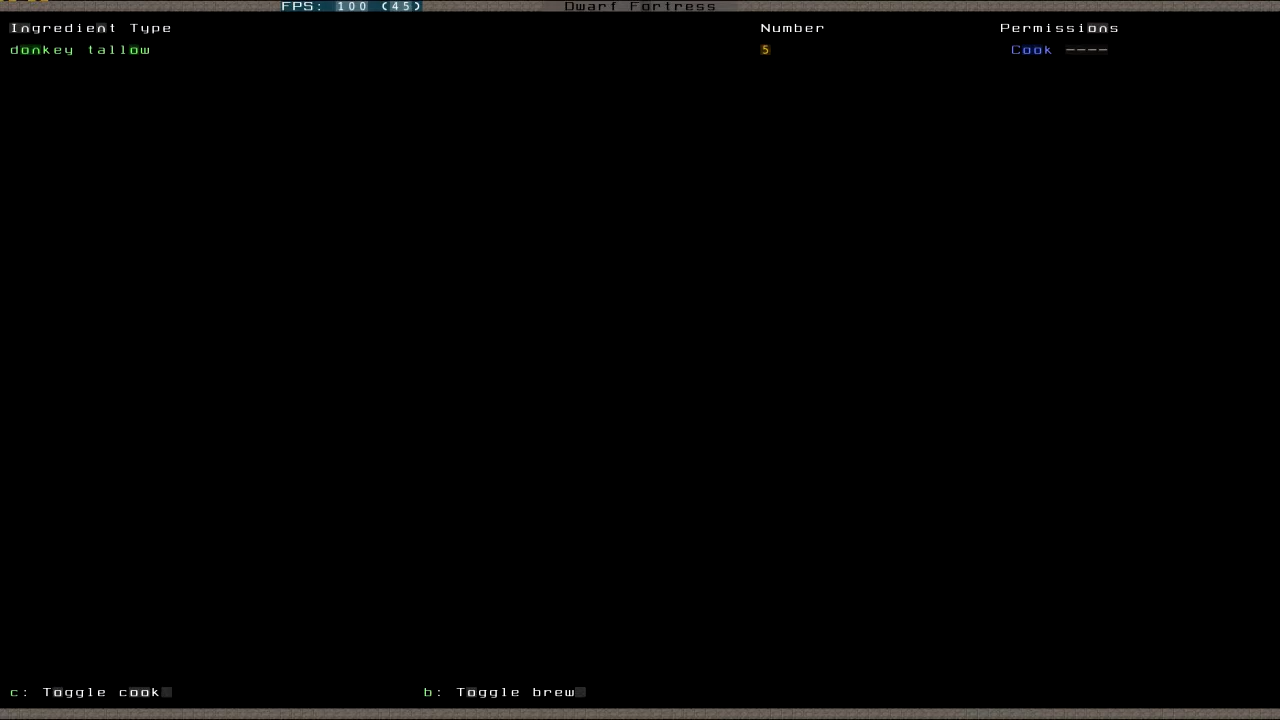 FPS: 100 (45) Dwarf Fortress
Ingredient Type Number Permissions
donkey tallow 5 Cook ----
c: Toggle cook b: Toggle brew